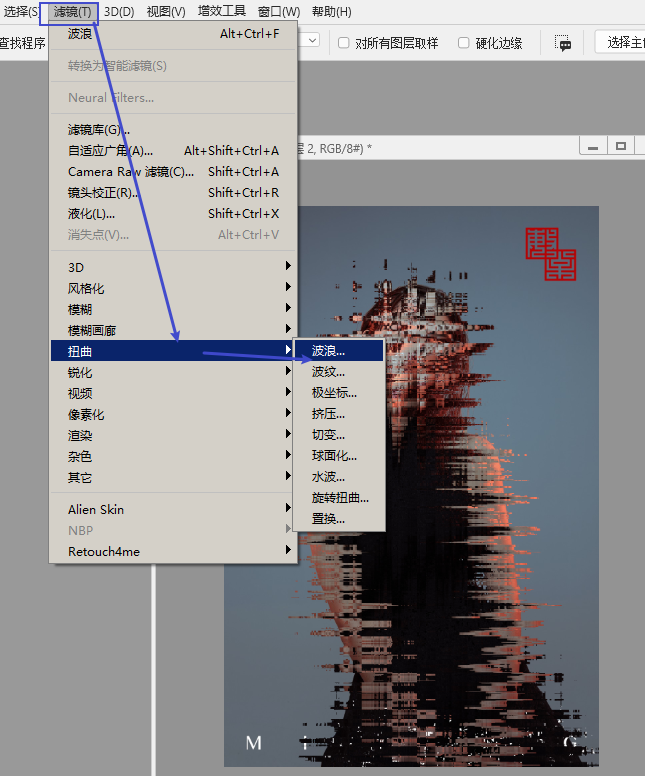 选择(S) 滤镜(T) 3D(D) 视图(V) 增效工具 窗口(W) 帮助(H)
查找程序 对所有图层取样 硬化边缘 选择主
波浪 Alt+Ctrl+F
转换为智能滤镜(S)
Neural Filters...
滤镜库(G)...
自适应广角(A)... Alt+Shift+Ctrl+A
Camera Raw 滤镜(C)... Shift+Ctrl+A
镜头校正(R)... Shift+Ctrl+R
液化(L)... Shift+Ctrl+X
消失点(V)... Alt+Ctrl+V
2, RGB/8#) *
3D
风格化
模糊
模糊画廊
扭曲
锐化
视频
像素化
渲染
杂色
其它
Alien Skin
NBP
Retouch4me
波浪...
波纹...
极坐标...
挤压...
切变...
球面化...
水波...
旋转扭曲...
置换...
M I G